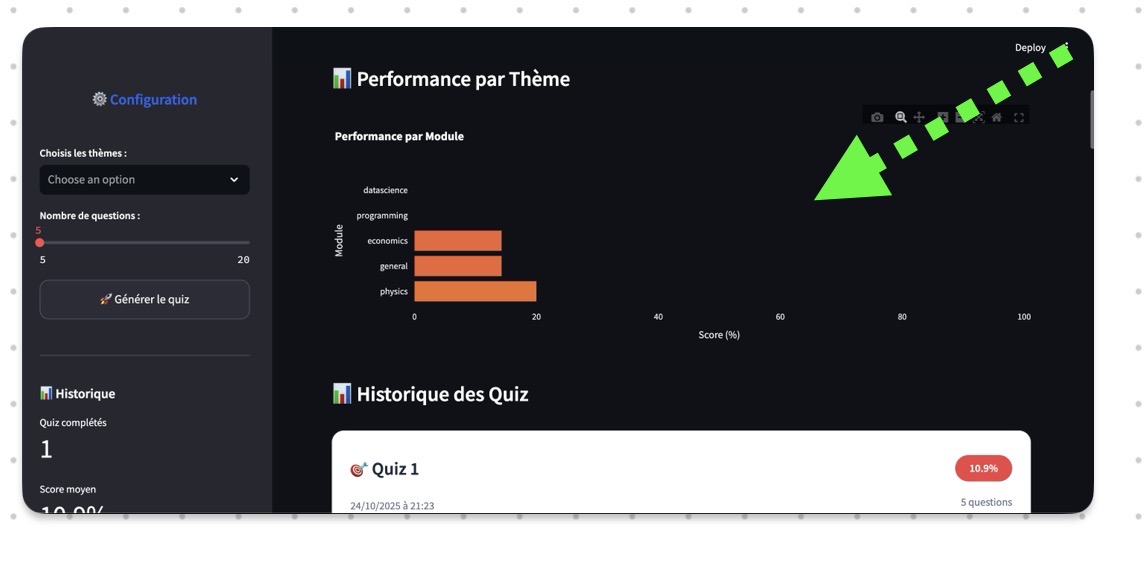 Deploy
Configuration
Choisis les thèmes :
Choose an option
Nombre de questions :
5
5 20
🚀 Générer le quiz
📊 Historique
Quiz complétés
1
Score moyen
10.9%
📊 Performance par Thème
Performance par Module
Module
datascience
programming
economics
general
physics
0 20 40 60 80 100
Score (%)
📊 Historique des Quiz
🎯 Quiz 1
10.9%
24/10/2025 à 21:23
5 questions